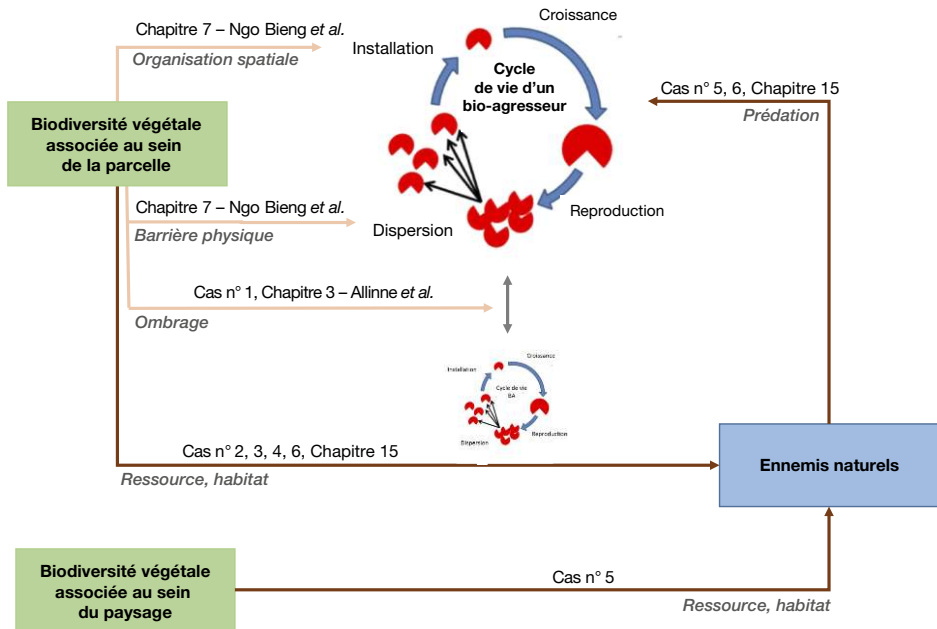 Chapitre 7 – Ngo Bieng et al.
Organisation spatiale
Croissance
Installation
Cycle
de vie d'un
bio-agresseur
Cas n° 5, 6, Chapitre 15
Prédation
Biodiversité végétale
associée au sein
de la parcelle
Chapitre 7 – Ngo Bieng et al.
Barrière physique
Dispersion
Reproduction
Cas n° 1, Chapitre 3 – Allinne et al.
Ombrage
Croissance
Installation
Cycle de vie
BA
Reproduction
Dispersion
Cas n° 2, 3, 4, 6, Chapitre 15
Ressource, habitat
Ennemis naturels
Biodiversité végétale
associée au sein
du paysage
Cas n° 5
Ressource, habitat